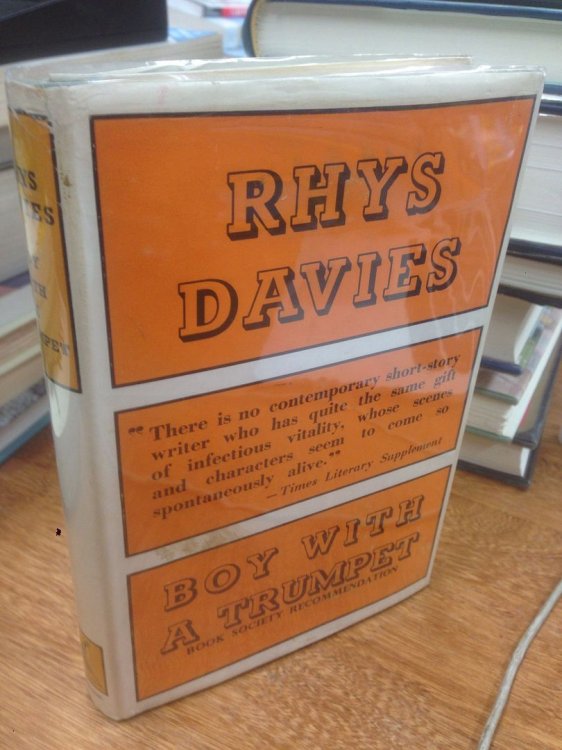 RHYS
DAVIES
“There is no contemporary short-story
writer who has quite the same gift
of infectious vitality, whose scenes
and characters seem to come so
spontaneously alive.”
—Times Literary Supplement
BOY WITH
A TRUMPET
BOOK SOCIETY RECOMMENDATION